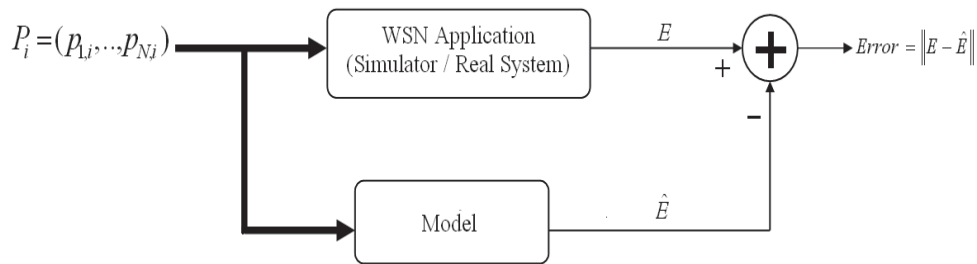 P_i = (p_{1,i},..,p_{N,i})
WSN Application
(Simulator / Real System)
E
+
+
Error = ‖E − Ê‖
−
Model
Ê